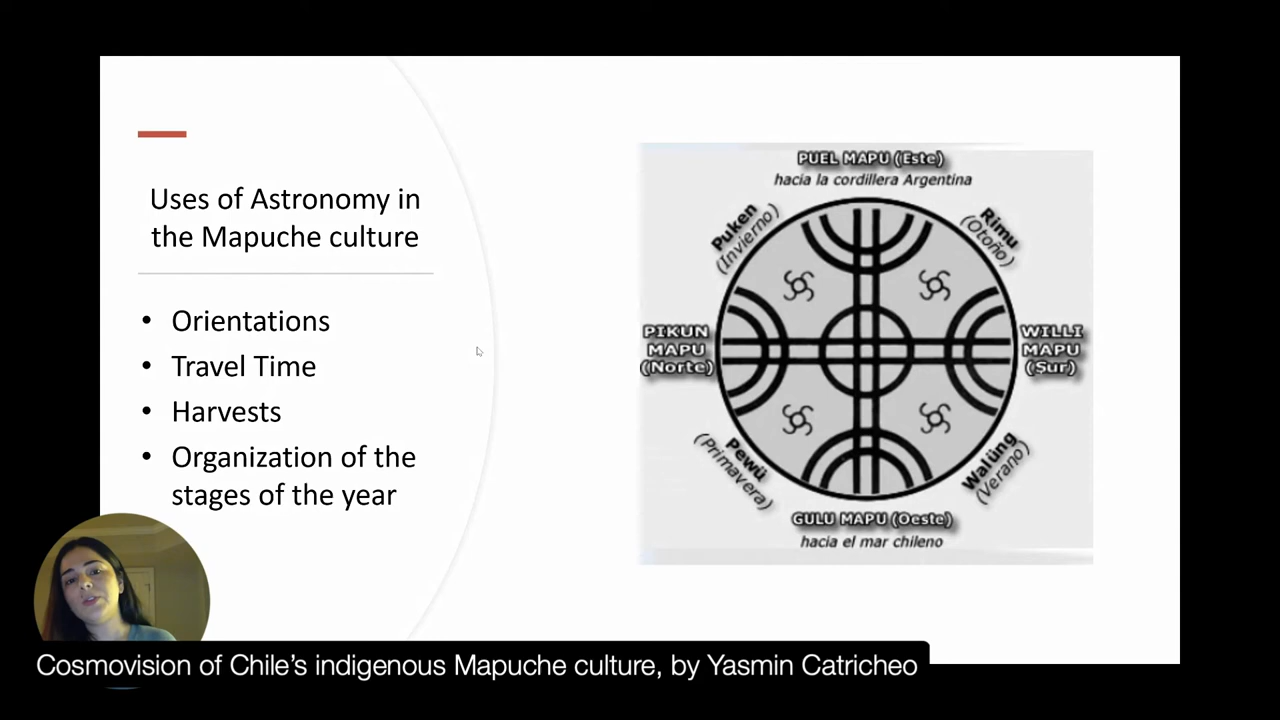 Uses of Astronomy in
the Mapuche culture
• Orientations
• Travel Time
• Harvests
• Organization of the
stages of the year
PUEL MAPU (Este)
hacia la cordillera Argentina
Puken
(Invierno)
Rimu
(Otoño)
PIKUN
MAPU
(Norte)
WILLI
MAPU
(Sur)
Pewü
(Primavera)
Walüng
(Verano)
GULU MAPU (Oeste)
hacia el mar chileno
Cosmovision of Chile’s indigenous Mapuche culture, by Yasmin Catricheo